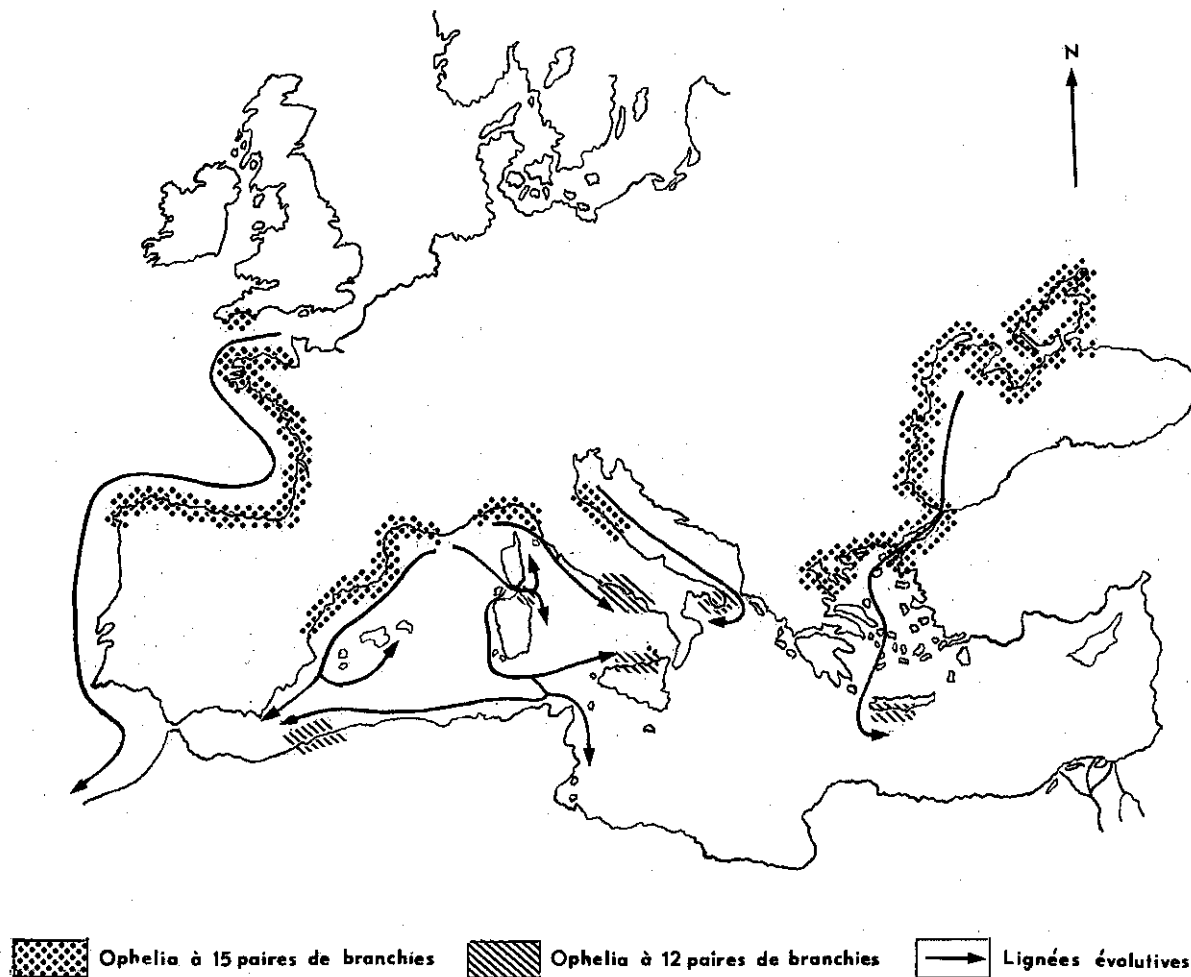 N
Ophelia à 15 paires de branchies
Ophelia à 12 paires de branchies
Lignées évolutives